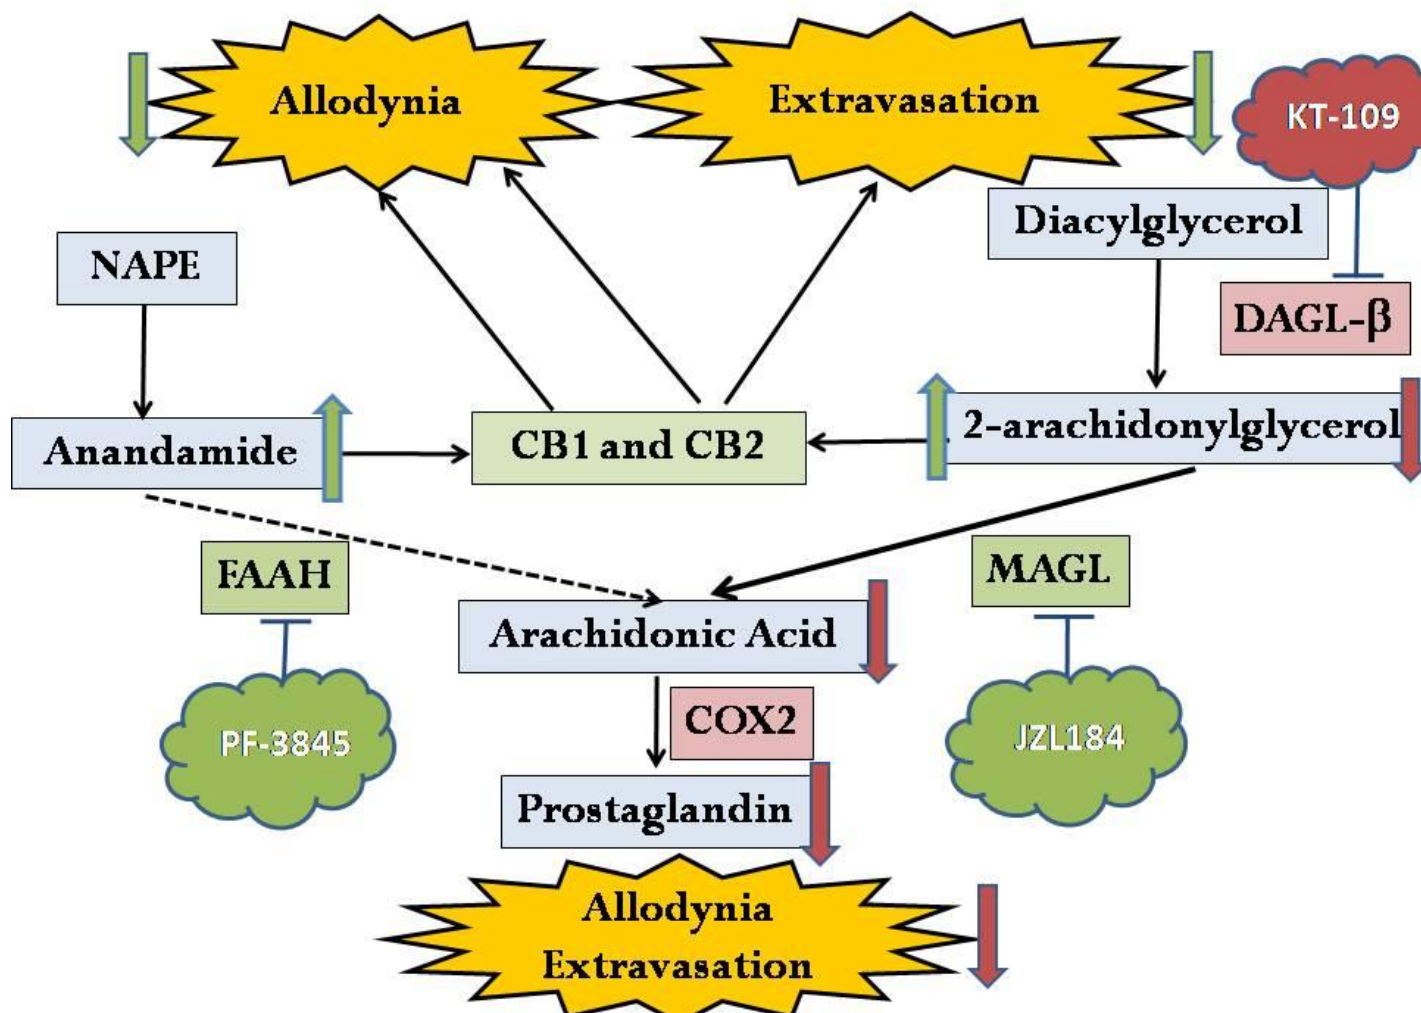 Allodynia
Extravasation
KT-109
Diacylglycerol
NAPE
DAGL-β
Anandamide
CB1 and CB2
2-arachidonylglycerol
FAAH
MAGL
Arachidonic Acid
PF-3845
COX2
JZL184
Prostaglandin
Allodynia
Extravasation